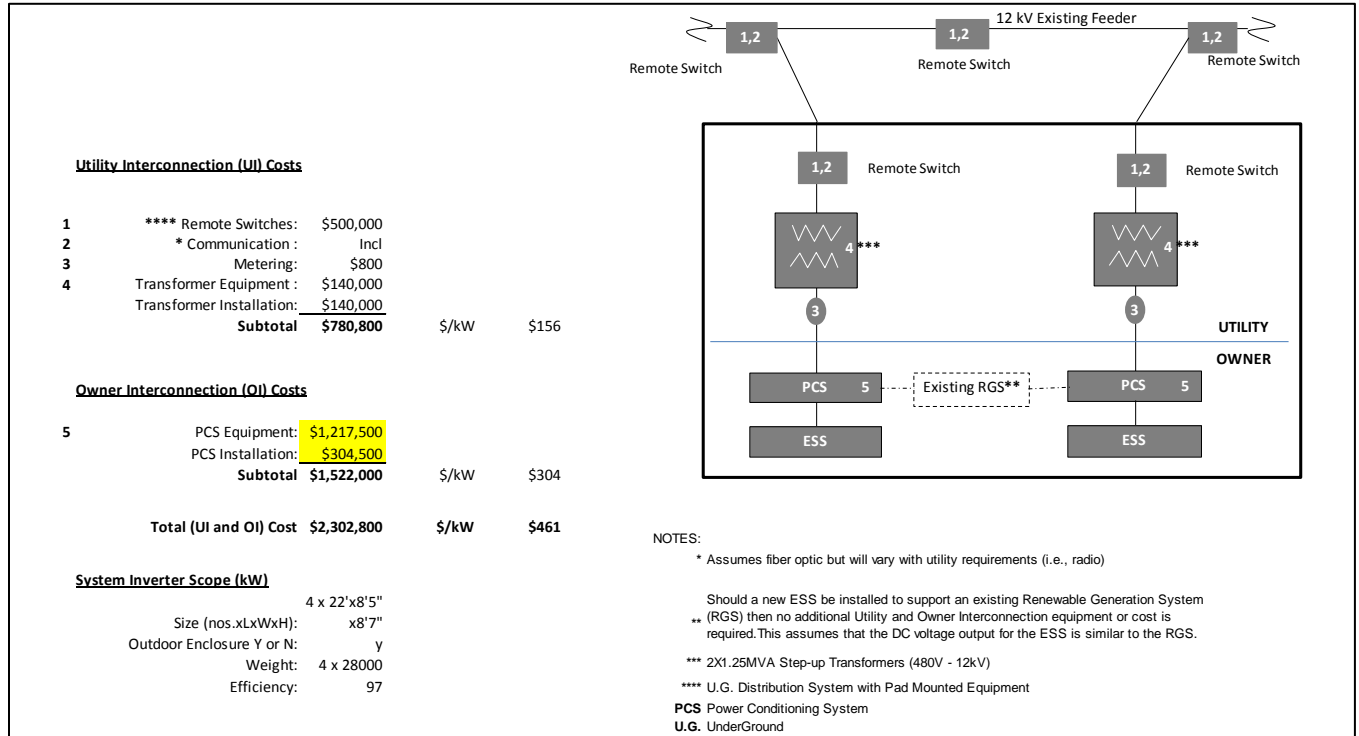 Utility Interconnection (UI) Costs
1 **** Remote Switches: $500,000
2 * Communication : Incl
3 Metering: $800
4 Transformer Equipment : $140,000
Transformer Installation: $140,000
Subtotal $780,800 $/kW $156
Owner Interconnection (OI) Costs
5 PCS Equipment: $1,217,500
PCS Installation: $304,500
Subtotal $1,522,000 $/kW $304
Total (UI and OI) Cost $2,302,800 $/kW $461
System Inverter Scope (kW)
4 x 22'x8'5"
Size (nos.xLxWxH): x8'7"
Outdoor Enclosure Y or N: y
Weight: 4 x 28000
Efficiency: 97
12 kV Existing Feeder
1,2 1,2 1,2
Remote Switch Remote Switch Remote Switch
1,2 Remote Switch 1,2 Remote Switch
4 *** 4 ***
3 3
UTILITY
OWNER
PCS 5 Existing RGS** PCS 5
ESS ESS
NOTES:
* Assumes fiber optic but will vary with utility requirements (i.e., radio)
Should a new ESS be installed to support an existing Renewable Generation System
** (RGS) then no additional Utility and Owner Interconnection equipment or cost is
required.This assumes that the DC voltage output for the ESS is similar to the RGS.
*** 2X1.25MVA Step-up Transformers (480V - 12kV)
**** U.G. Distribution System with Pad Mounted Equipment
PCS Power Conditioning System
U.G. UnderGround